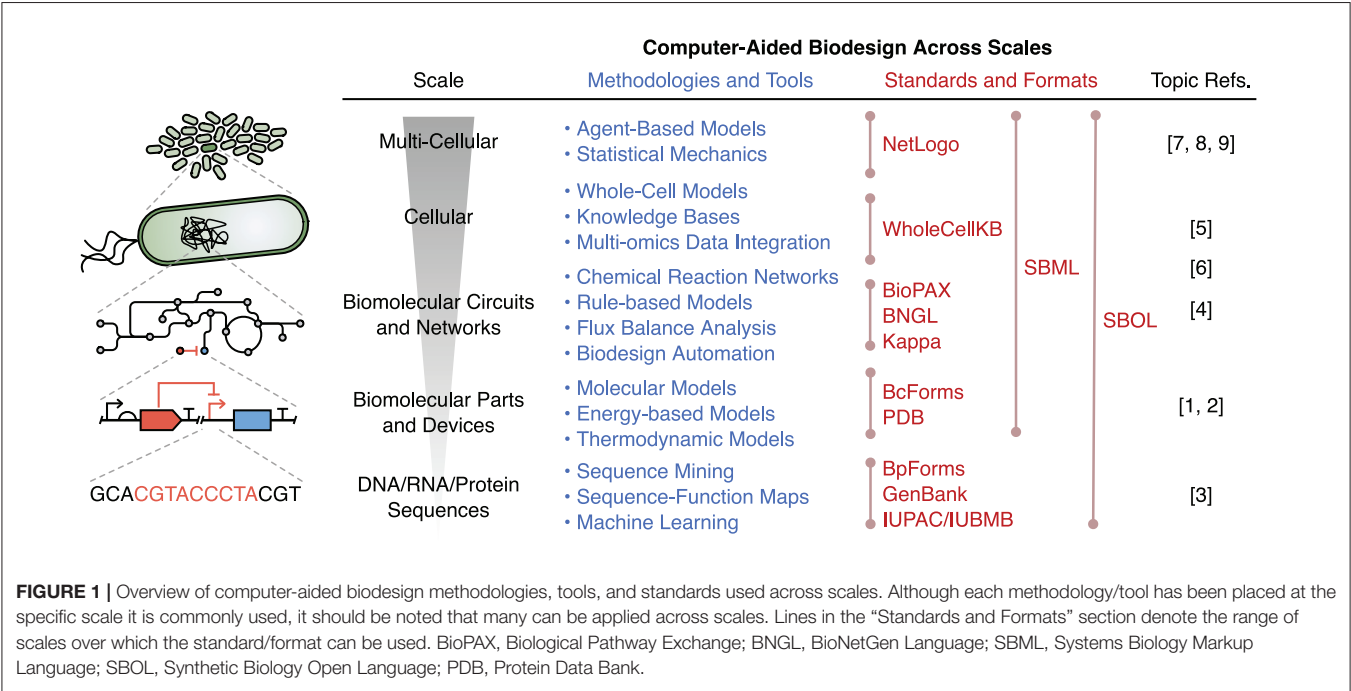 Computer-Aided Biodesign Across Scales
Scale
Methodologies and Tools
Standards and Formats
Topic Refs.
Multi-Cellular
• Agent-Based Models
• Statistical Mechanics
NetLogo
[7, 8, 9]
Cellular
• Whole-Cell Models
• Knowledge Bases
• Multi-omics Data Integration
WholeCellKB
[5]
SBML
[6]
Biomolecular Circuits
and Networks
• Chemical Reaction Networks
• Rule-based Models
• Flux Balance Analysis
• Biodesign Automation
BioPAX
BNGL
Kappa
SBOL
[4]
Biomolecular Parts
and Devices
• Molecular Models
• Energy-based Models
• Thermodynamic Models
BcForms
PDB
[1, 2]
GCACGTACCCTACGT
DNA/RNA/Protein
Sequences
• Sequence Mining
• Sequence-Function Maps
• Machine Learning
BpForms
GenBank
IUPAC/IUBMB
[3]
FIGURE 1 | Overview of computer-aided biodesign methodologies, tools, and standards used across scales. Although each methodology/tool has been placed at the
specific scale it is commonly used, it should be noted that many can be applied across scales. Lines in the “Standards and Formats” section denote the range of
scales over which the standard/format can be used. BioPAX, Biological Pathway Exchange; BNGL, BioNetGen Language; SBML, Systems Biology Markup
Language; SBOL, Synthetic Biology Open Language; PDB, Protein Data Bank.